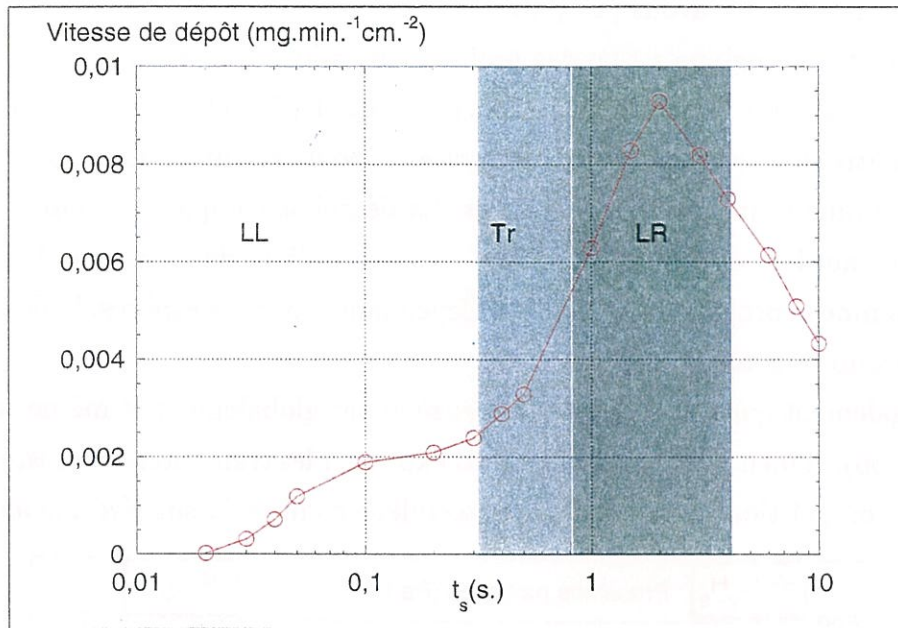 Vitesse de dépôt (mg.min.⁻¹cm.⁻²)
0,01
0,008
0,006
0,004
0,002
0
LL
Tr
LR
0,01
0,1
1
10
t_s(s.)